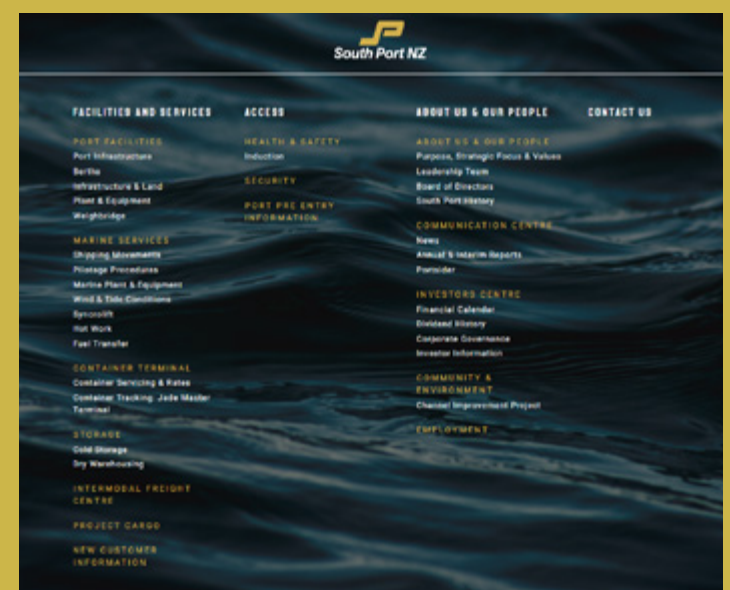 South Port NZ
FACILITIES AND SERVICES
PORT FACILITIES
Port Infrastructure
Berths
Infrastructure & Land
Plant & Equipment
Weighbridge
MARINE SERVICES
Shipping Movements
Pilotage Procedures
Marine Plant & Equipment
Wind & Tide Conditions
Syncrolift
Hot Work
Fuel Transfer
CONTAINER TERMINAL
Container Servicing & Rates
Container Tracking: Jade Master
Terminal
STORAGE
Cold Storage
Dry Warehousing
INTERMODAL FREIGHT
CENTRE
PROJECT CARGO
NEW CUSTOMER
INFORMATION
ACCESS
HEALTH & SAFETY
Induction
SECURITY
PORT PRE ENTRY
INFORMATION
ABOUT US & OUR PEOPLE
ABOUT US & OUR PEOPLE
Purpose, Strategic Focus & Values
Leadership Team
Board of Directors
South Port History
COMMUNICATION CENTRE
News
Annual & Interim Reports
Portsider
INVESTORS CENTRE
Financial Calendar
Dividend History
Corporate Governance
Investor Information
COMMUNITY &
ENVIRONMENT
Channel Improvement Project
EMPLOYMENT
CONTACT US